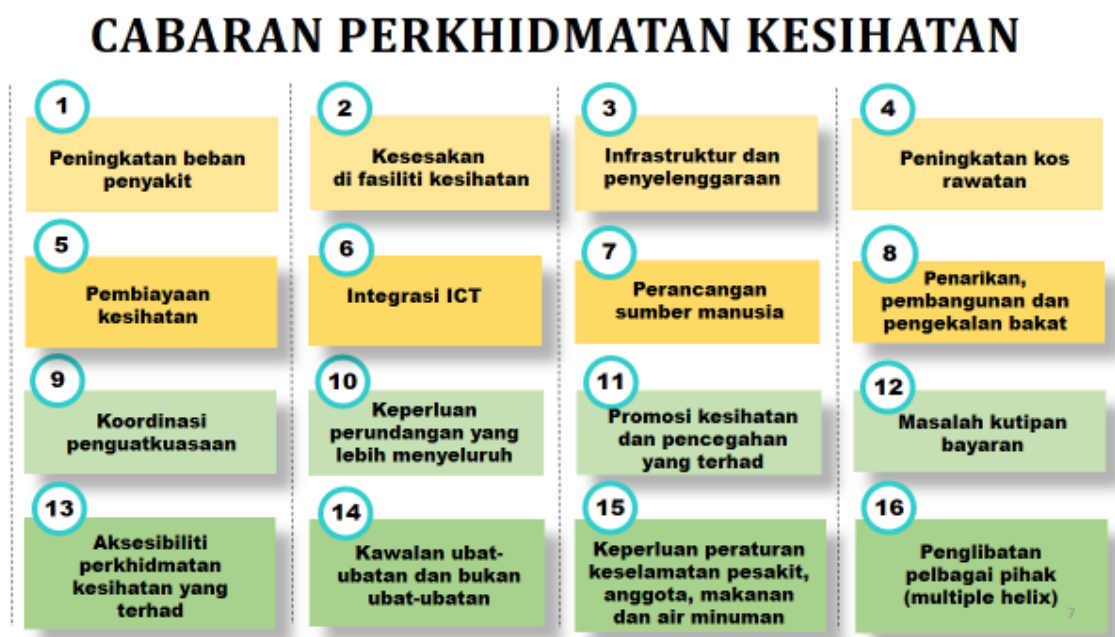 CABARAN PERKHIDMATAN KESIHATAN
1
Peningkatan beban
penyakit
2
Kesesakan
di fasiliti kesihatan
3
Infrastruktur dan
penyelenggaraan
4
Peningkatan kos
rawatan
5
Pembiayaan
kesihatan
6
Integrasi ICT
7
Perancangan
sumber manusia
8
Penarikan,
pembangunan dan
pengekalan bakat
9
Koordinasi
penguatkuasaan
10
Keperluan
perundangan yang
lebih menyeluruh
11
Promosi kesihatan
dan pencegahan
yang terhad
12
Masalah kutipan
bayaran
13
Aksesibiliti
perkhidmatan
kesihatan yang
terhad
14
Kawalan ubat-
ubatan dan bukan
ubat-ubatan
15
Keperluan peraturan
keselamatan pesakit,
anggota, makanan
dan air minuman
16
Penglibatan
pelbagai pihak
(multiple helix)
7